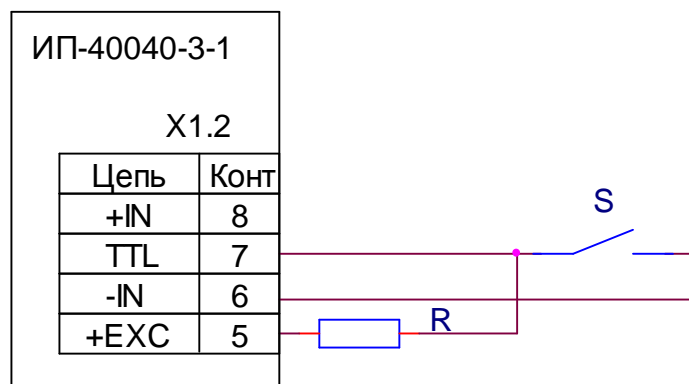 ИП-40040-3-1
X1.2
Цепь Конт
+IN 8
TTL 7
S
-IN 6
+EXC 5
R